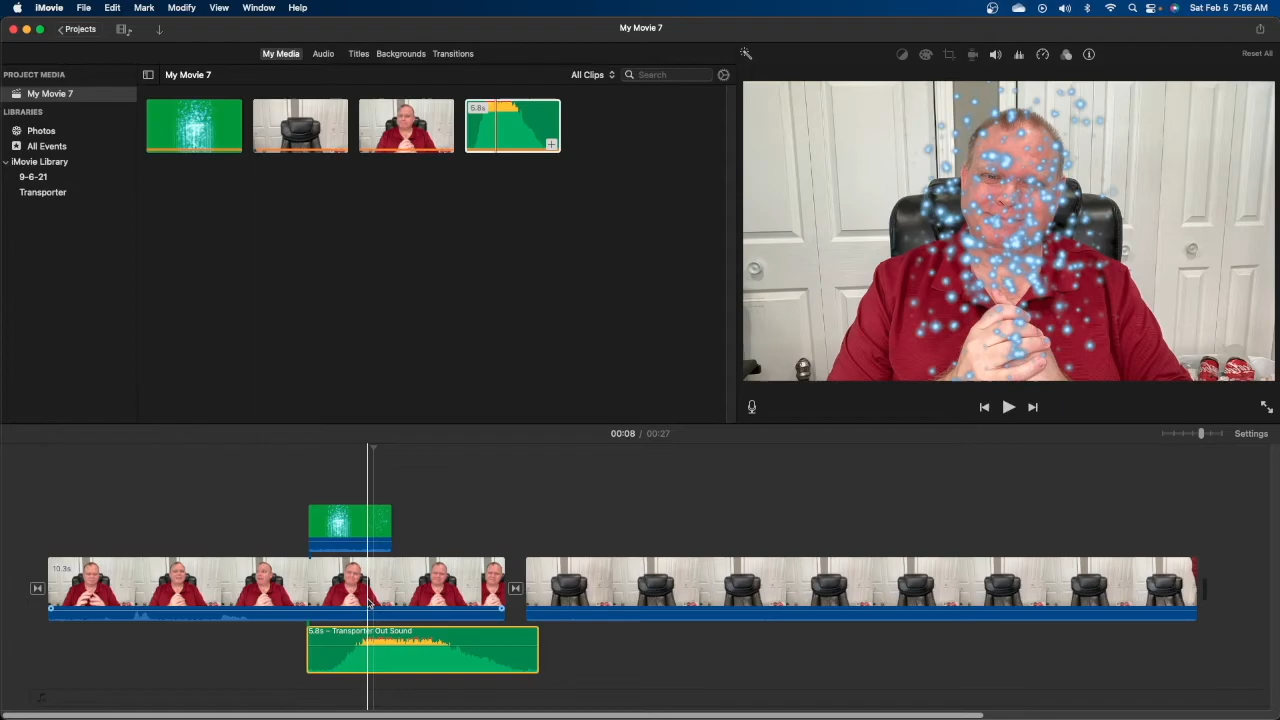 iMovie File Edit Mark Modify View Window Help
Sat Feb 5 7:56 AM
Projects
My Movie 7
My Media Audio Titles Backgrounds Transitions
Reset All
PROJECT MEDIA
My Movie 7
All Clips
Search
My Movie 7
LIBRARIES
Photos
All Events
iMovie Library
9-6-21
Transporter
5.8s
00:08 / 00:27
Settings
10.3s
5.8s – Transporter Out Sound